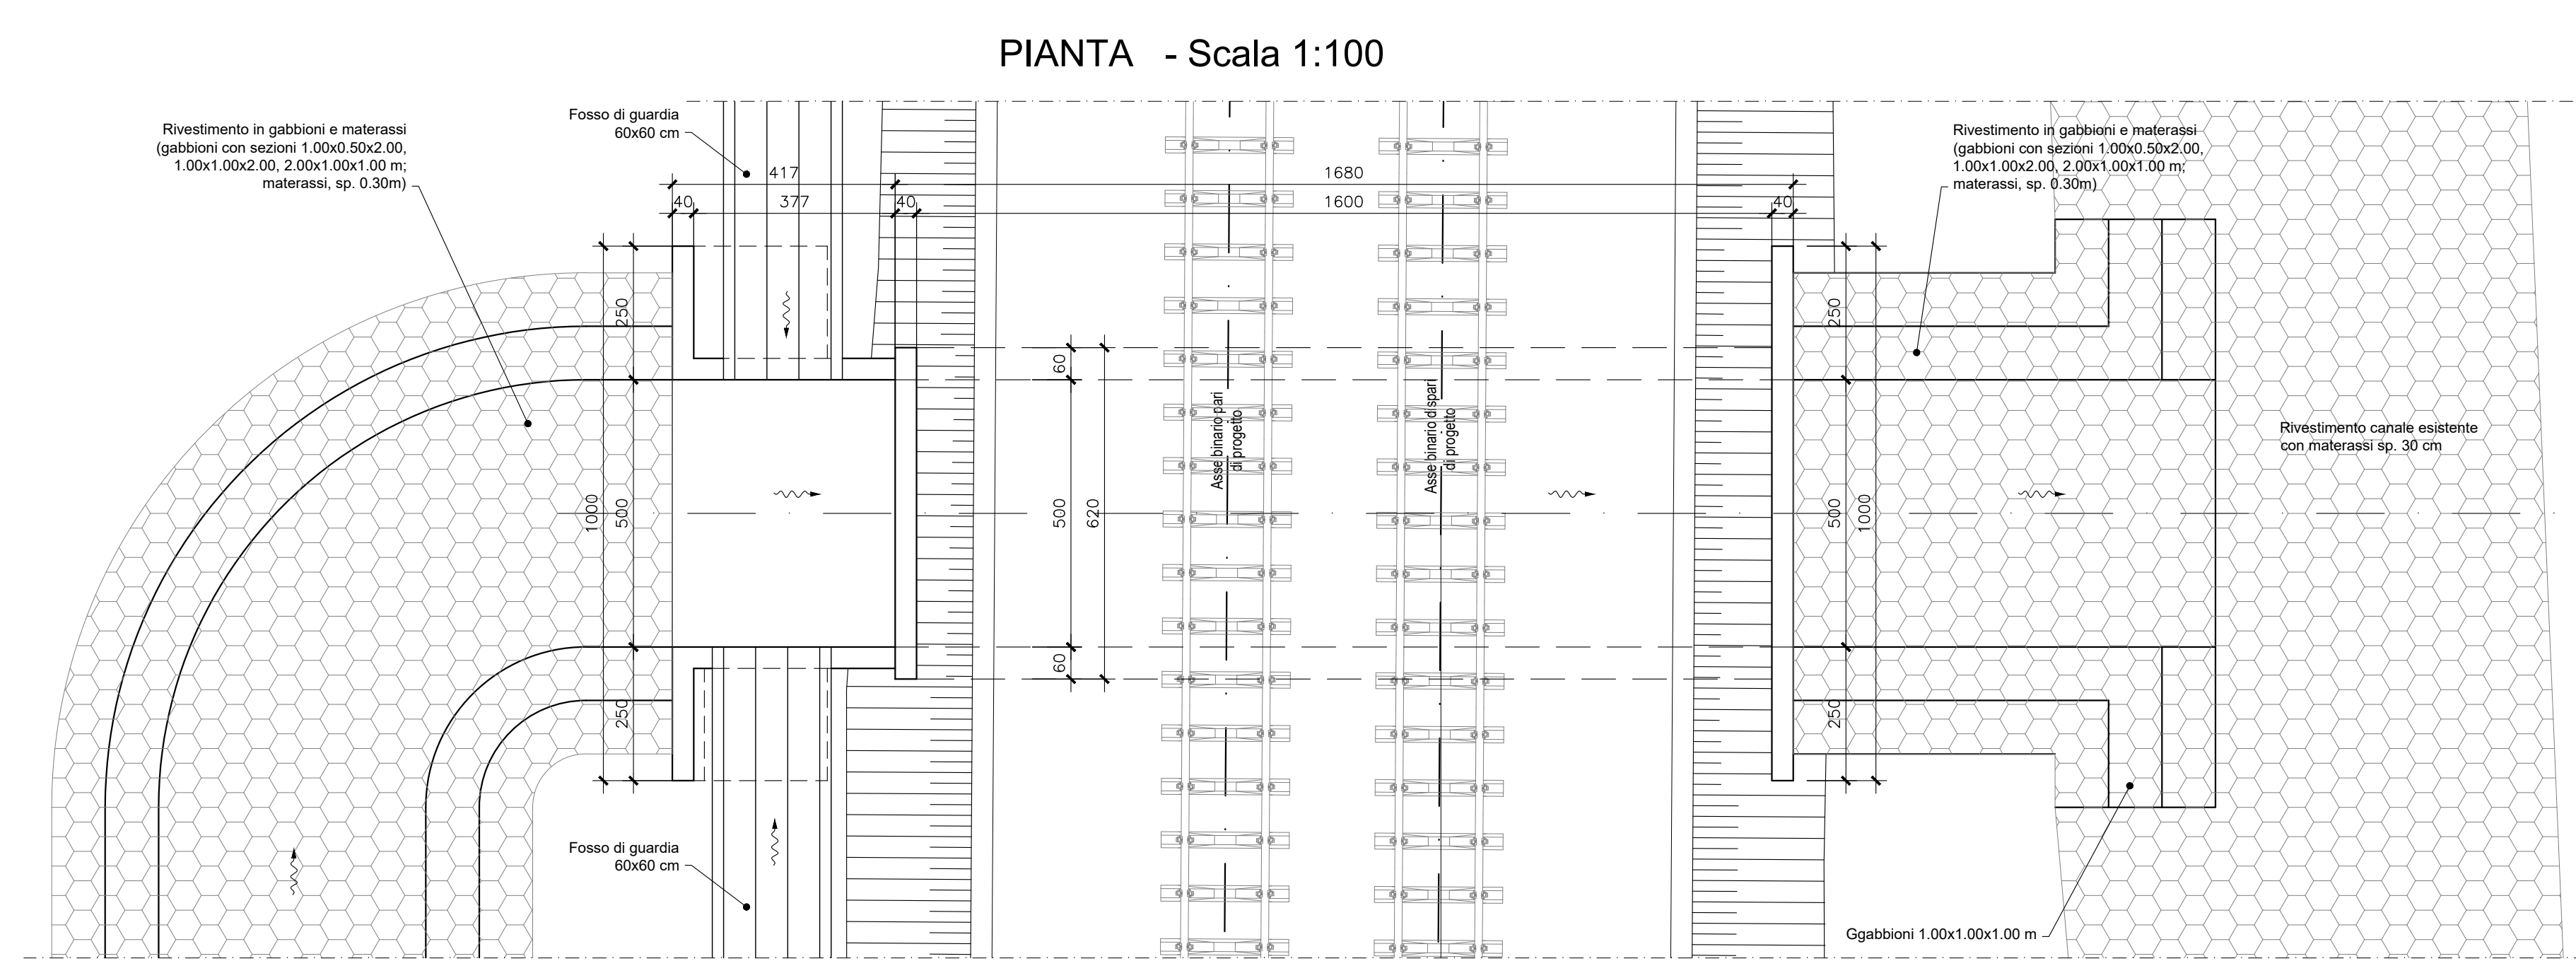 PIANTA - Scala 1:100
Rivestimento in gabbioni e materassi
(gabbioni con sezioni 1.00x0.50x2.00,
1.00x1.00x2.00, 2.00x1.00x1.00 m;
materassi, sp. 0.30m)
Fosso di guardia
60x60 cm
417
1680
40
377
40
1600
40
Rivestimento in gabbioni e materassi
(gabbioni con sezioni 1.00x0.50x2.00,
1.00x1.00x2.00, 2.00x1.00x1.00 m;
materassi, sp. 0.30m)
250
500
1000
250
60
500
620
60
Asse binario pari
di progetto
Asse binario dispari
di progetto
250
500
1000
250
Rivestimento canale esistente
con materassi sp. 30 cm
Fosso di guardia
60x60 cm
Ggabbioni 1.00x1.00x1.00 m